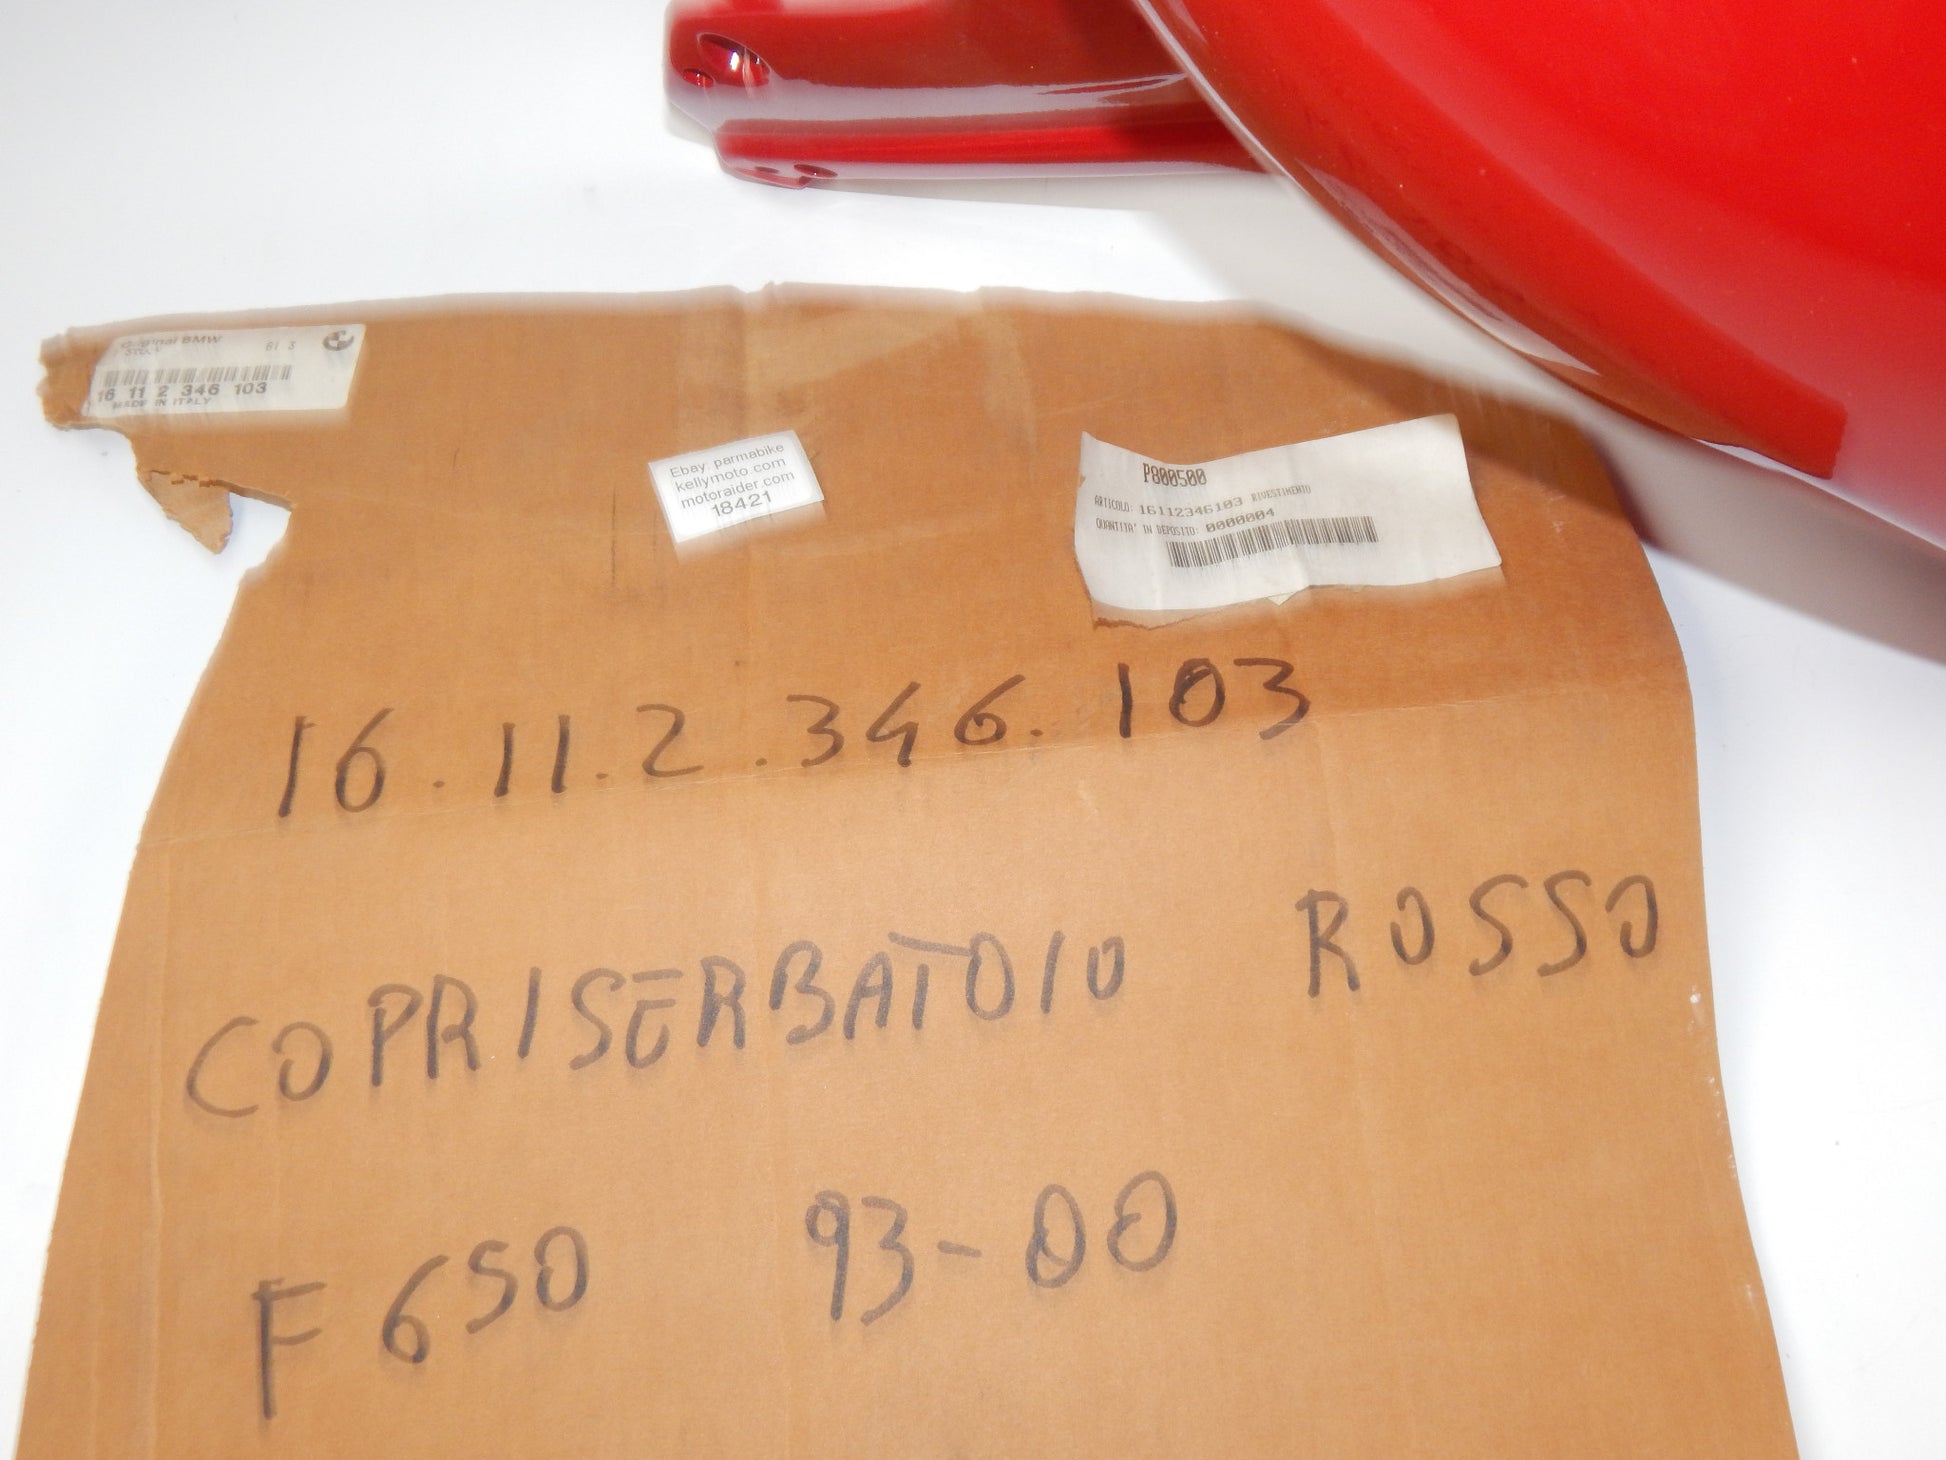 Original BMW
16 11 2 346 103
MADE IN ITALY
Ebay. parmabike
kellymoto.com
motoraider.com
18421
P800500
ARTICOLO: 16112346103 RIVESTIMENTO
QUANTITA' IN DEPOSITO: 0000004
16.11.2.346.103
COPRISERBATOIO ROSSO
F650 93-00